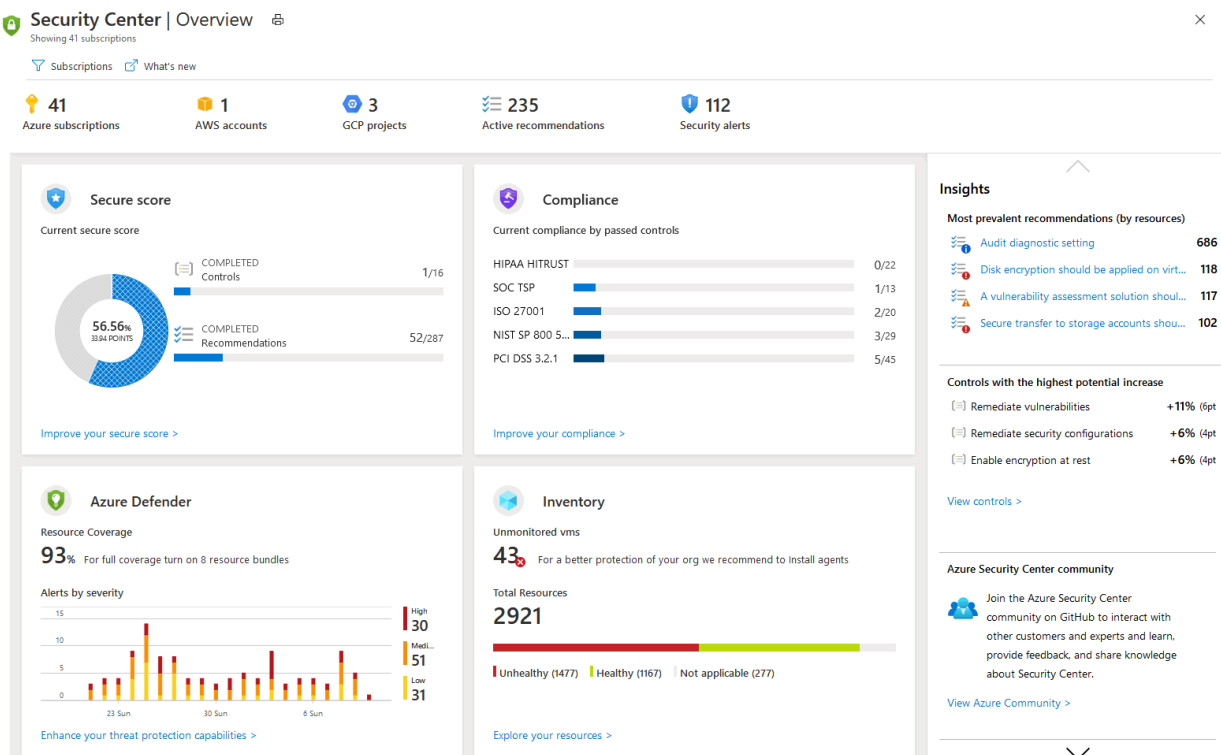 Security Center | Overview
Showing 41 subscriptions
Subscriptions What's new
41 1 3 235 112
Azure subscriptions AWS accounts GCP projects Active recommendations Security alerts
Secure score
Current secure score
56.56%
33.94 POINTS
COMPLETED
Controls 1/16
COMPLETED
Recommendations 52/287
Improve your secure score >
Compliance
Current compliance by passed controls
HIPAA HITRUST 0/22
SOC TSP 1/13
ISO 27001 2/20
NIST SP 800 5... 3/29
PCI DSS 3.2.1 5/45
Improve your compliance >
Azure Defender
Resource Coverage
93% For full coverage turn on 8 resource bundles
Alerts by severity
15
10
5
0
23 Sun 30 Sun 6 Sun
High
30
Medi...
51
Low
31
Enhance your threat protection capabilities >
Inventory
Unmonitored vms
43 For a better protection of your org we recommend to Install agents
Total Resources
2921
Unhealthy (1477) Healthy (1167) Not applicable (277)
Explore your resources >
Insights
Most prevalent recommendations (by resources)
Audit diagnostic setting 686
Disk encryption should be applied on virt... 118
A vulnerability assessment solution shoul... 117
Secure transfer to storage accounts shou... 102
Controls with the highest potential increase
Remediate vulnerabilities +11% (6pt
Remediate security configurations +6% (4pt
Enable encryption at rest +6% (4pt
View controls >
Azure Security Center community
Join the Azure Security Center
community on GitHub to interact with
other customers and experts and learn,
provide feedback, and share knowledge
about Security Center.
View Azure Community >